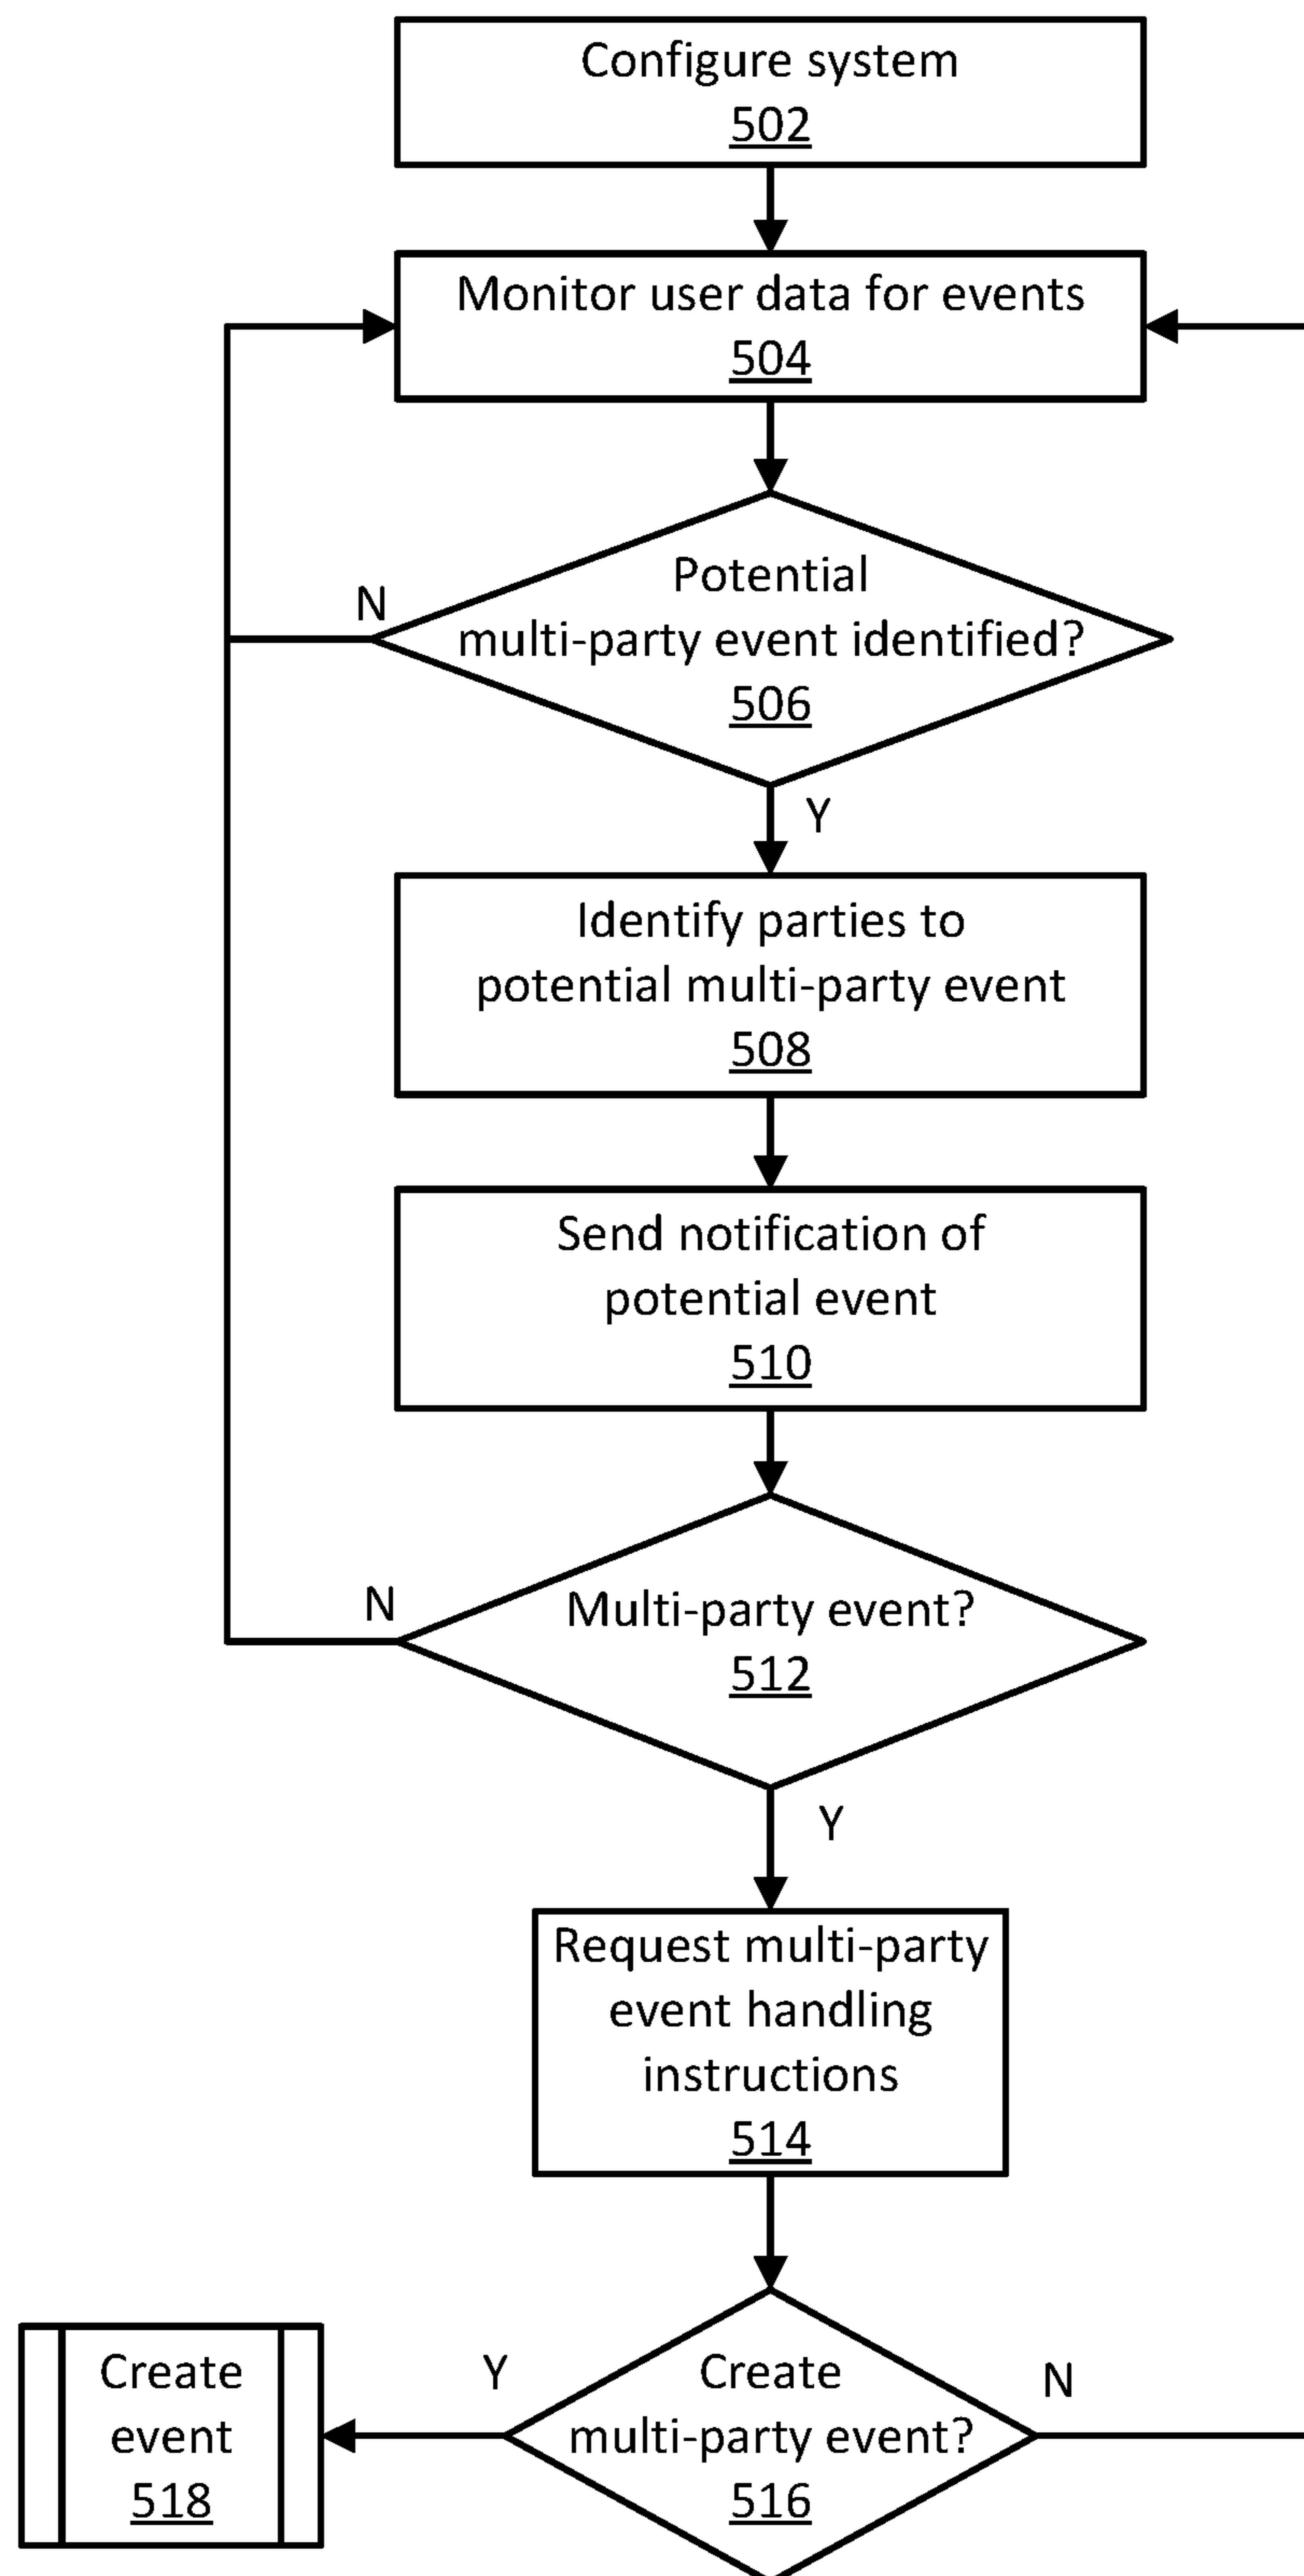 Configure system
502
Monitor user data for events
504
Potential
N
multi-party event identified?
506
Y
Identify parties to
potential multi-party event
508
Send notification of
potential event
510
N
Multi-party event?
512
Y
Request multi-party
event handling
instructions
514
Create
event
518
Y
Create
multi-party event?
516
N